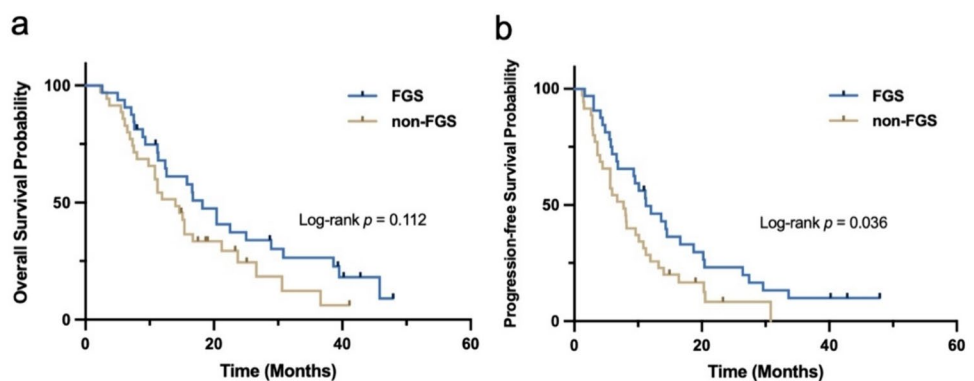 a
Overall Survival Probability
100
50
0
0 20 40 60
Time (Months)
FGS
non-FGS
Log-rank p = 0.112
b
Progression-free Survival Probability
100
50
0
0 20 40 60
Time (Months)
FGS
non-FGS
Log-rank p = 0.036